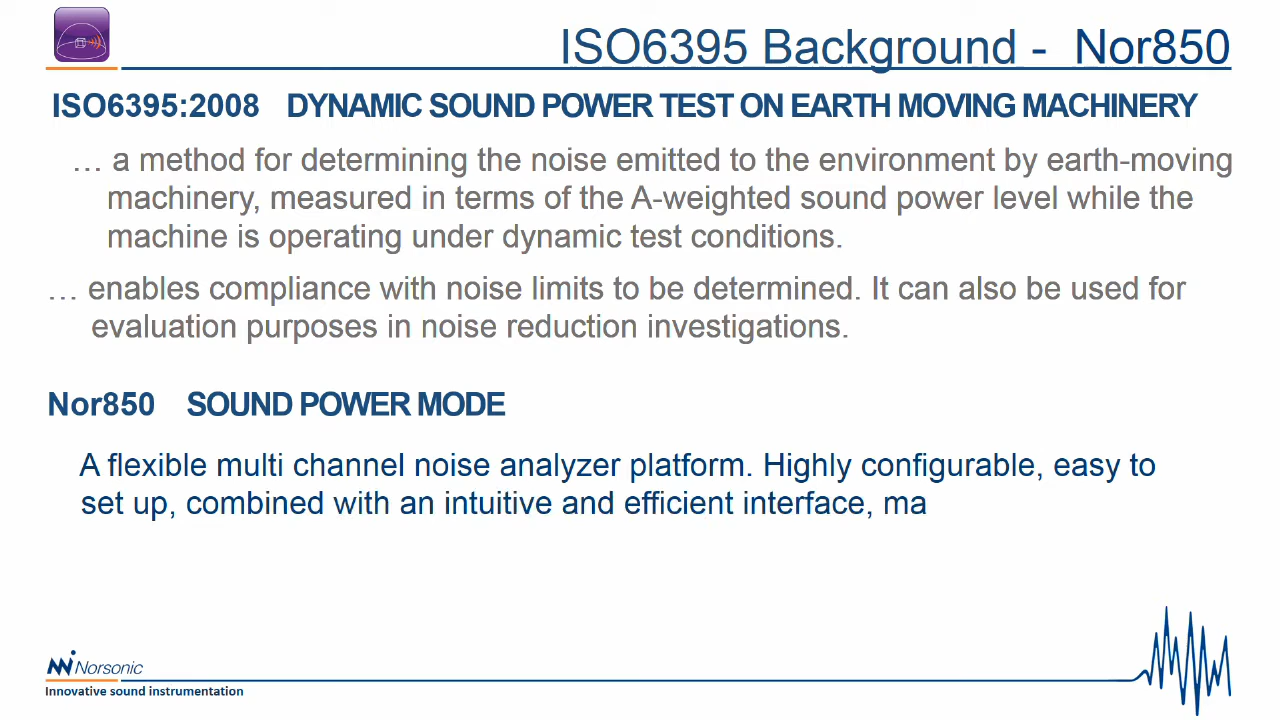 ISO6395 Background - Nor850
ISO6395:2008 DYNAMIC SOUND POWER TEST ON EARTH MOVING MACHINERY
… a method for determining the noise emitted to the environment by earth-moving
machinery, measured in terms of the A-weighted sound power level while the
machine is operating under dynamic test conditions.
… enables compliance with noise limits to be determined. It can also be used for
evaluation purposes in noise reduction investigations.
Nor850 SOUND POWER MODE
A flexible multi channel noise analyzer platform. Highly configurable, easy to
set up, combined with an intuitive and efficient interface, ma
Norsonic
Innovative sound instrumentation